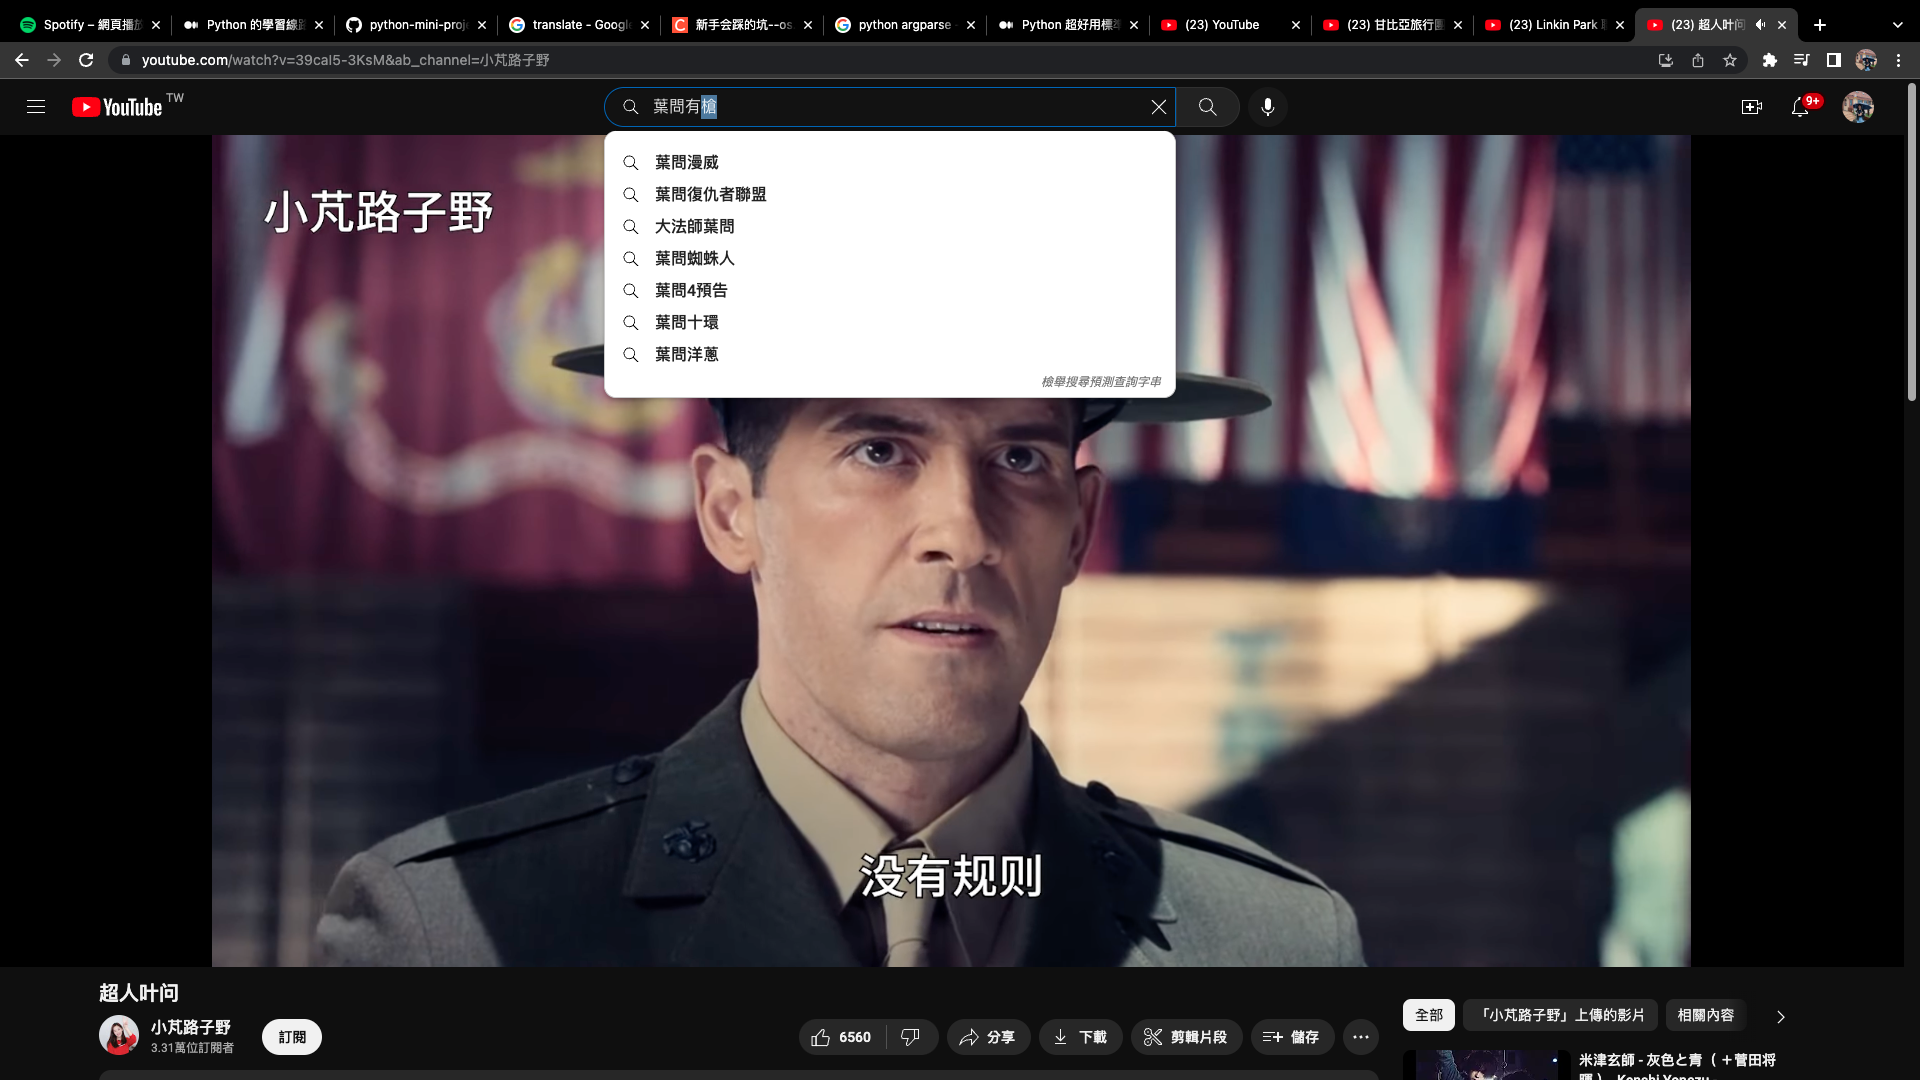 Spotify – 網頁播放
Python 的學習線路
python-mini-proje
translate - Google
新手会踩的坑--os.
python argparse -
Python 超好用標準
(23) YouTube
(23) 甘比亞旅行團
(23) Linkin Park
(23) 超人叶问
youtube.com/watch?v=39cal5-3KsM&ab_channel=小芃路子野
YouTube TW
葉問有槍
9+
葉問漫威
葉問復仇者聯盟
大法師葉問
葉問蜘蛛人
葉問4預告
葉問十環
葉問洋蔥
檢舉搜尋預測查詢字串
小芃路子野
没有规则
超人叶问
小芃路子野
3.31萬位訂閱者
訂閱
6560
分享
下載
剪輯片段
儲存
全部
「小芃路子野」上傳的影片
相關內容
米津玄師 - 灰色と青（ +菅田将
暉 ）- Kenshi Yonezu